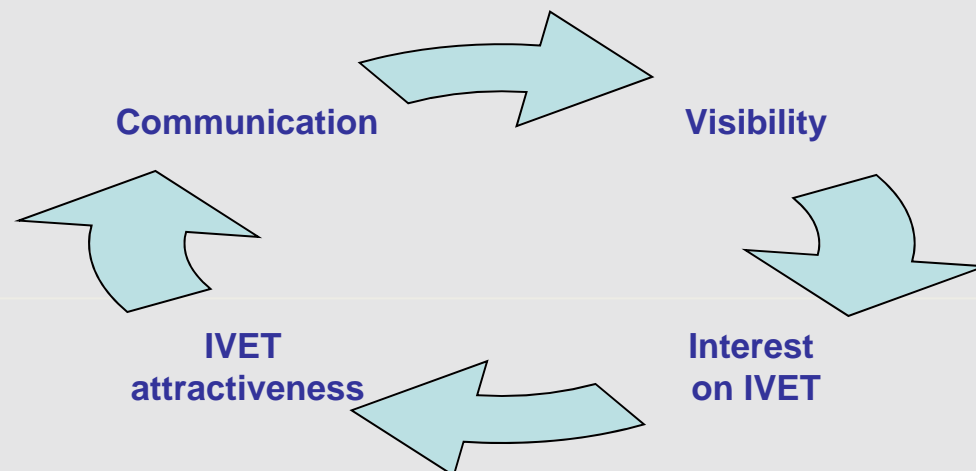 Communication
Visibility
IVET
attractiveness
Interest
on IVET